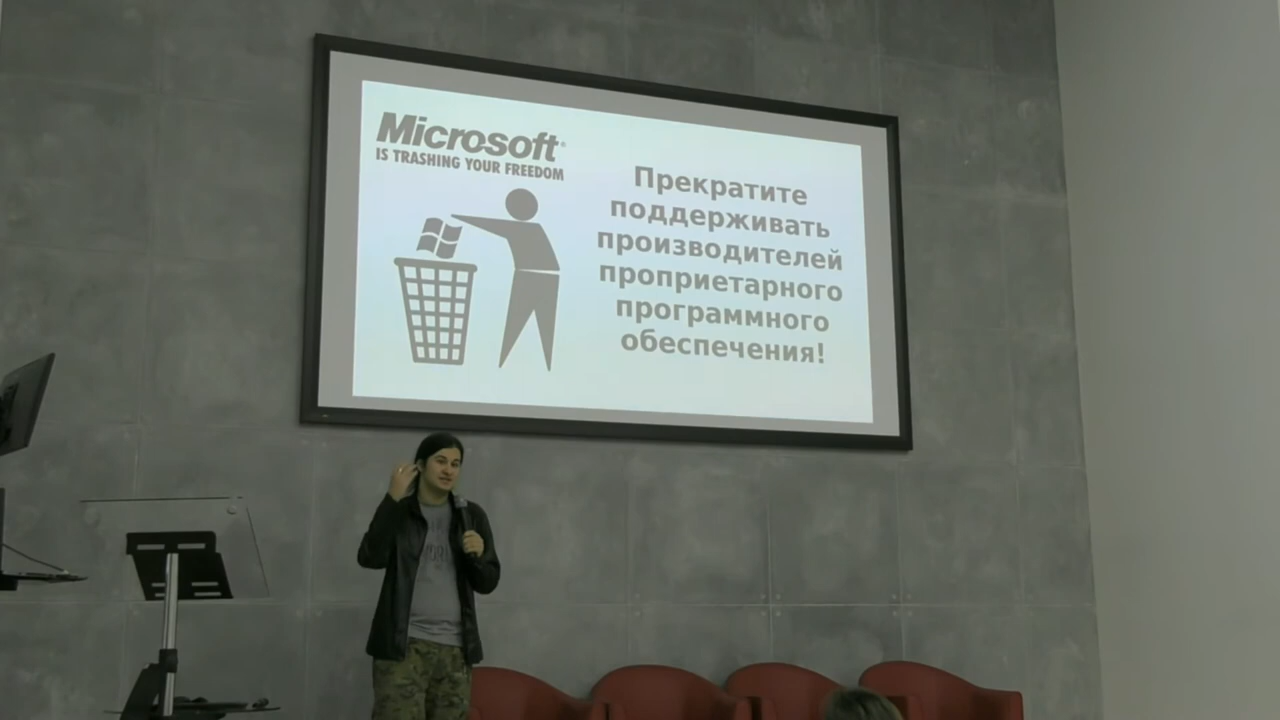 Microsoft®
IS TRASHING YOUR FREEDOM
Прекратите
поддерживать
производителей
проприетарного
программного
обеспечения!